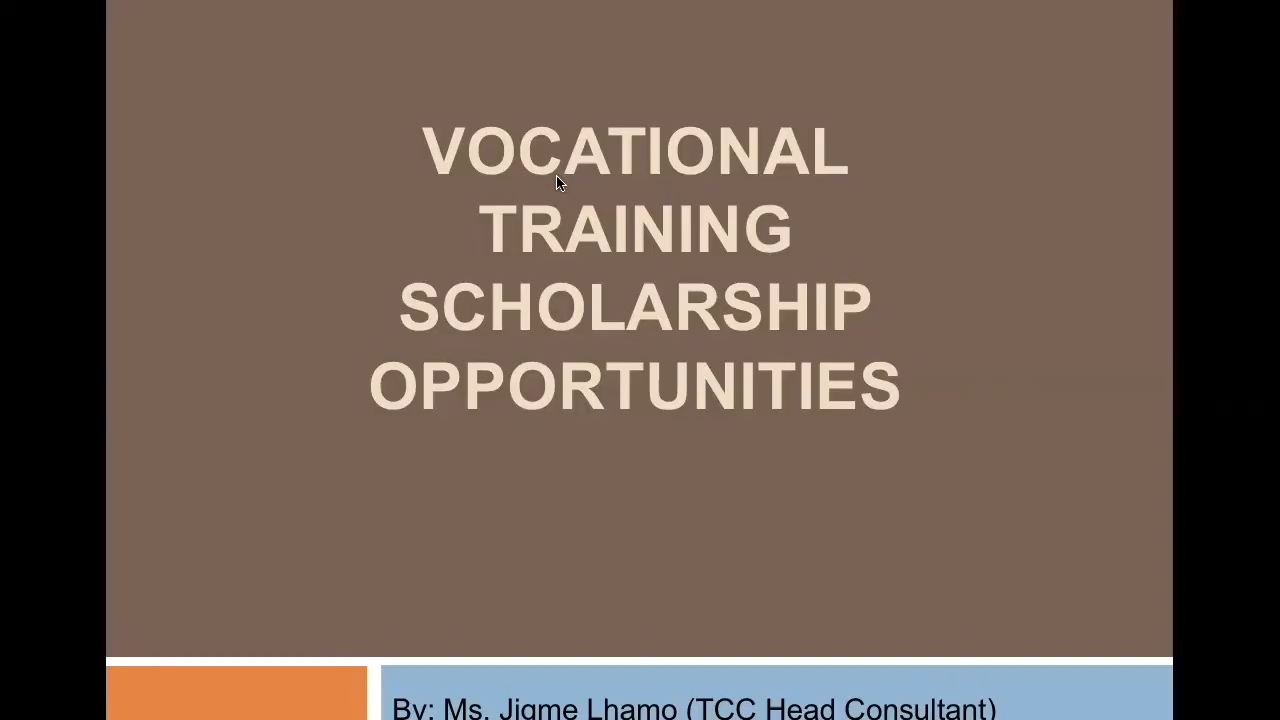 VOCATIONAL
TRAINING
SCHOLARSHIP
OPPORTUNITIES
By: Ms. Jigme Lhamo (TCC Head Consultant)